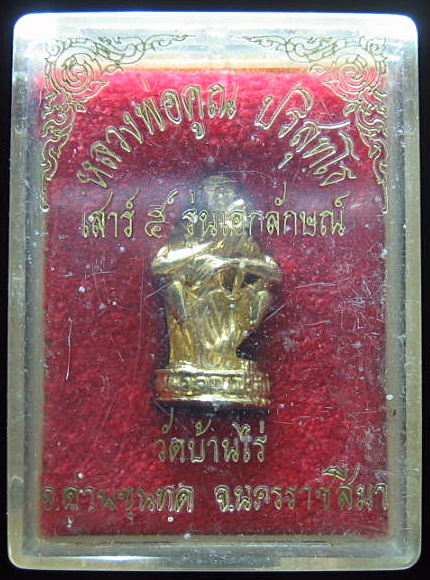 หลวงพ่อคูณ ปริสุทโธ
เสาร์ ๕ รุ่นเอกลักษณ์
วัดบ้านไร่
อ.ด่านขุนทด จ.นครราชสีมา